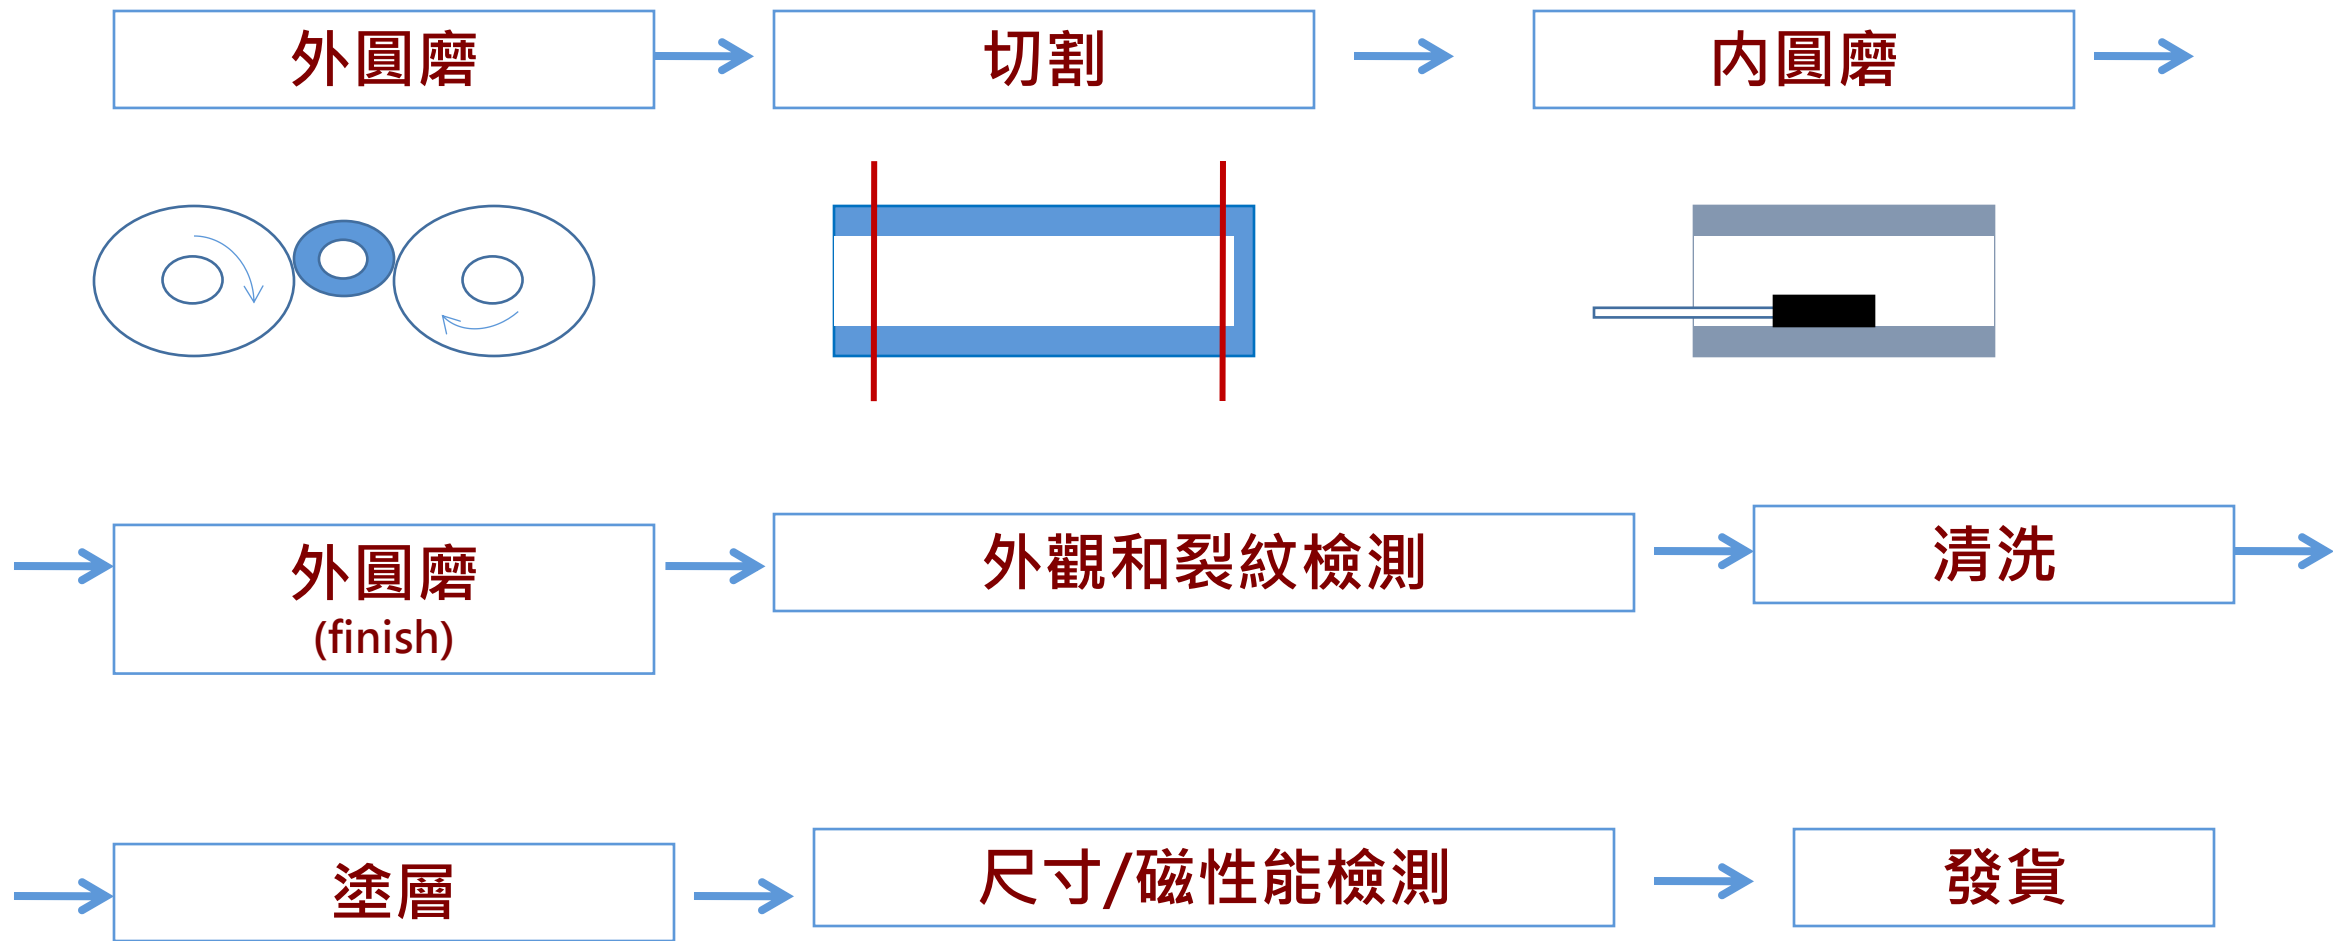 外圓磨
切割
内圓磨
外圓磨
(finish)
外觀和裂紋檢測
清洗
塗層
尺寸/磁性能檢測
發貨